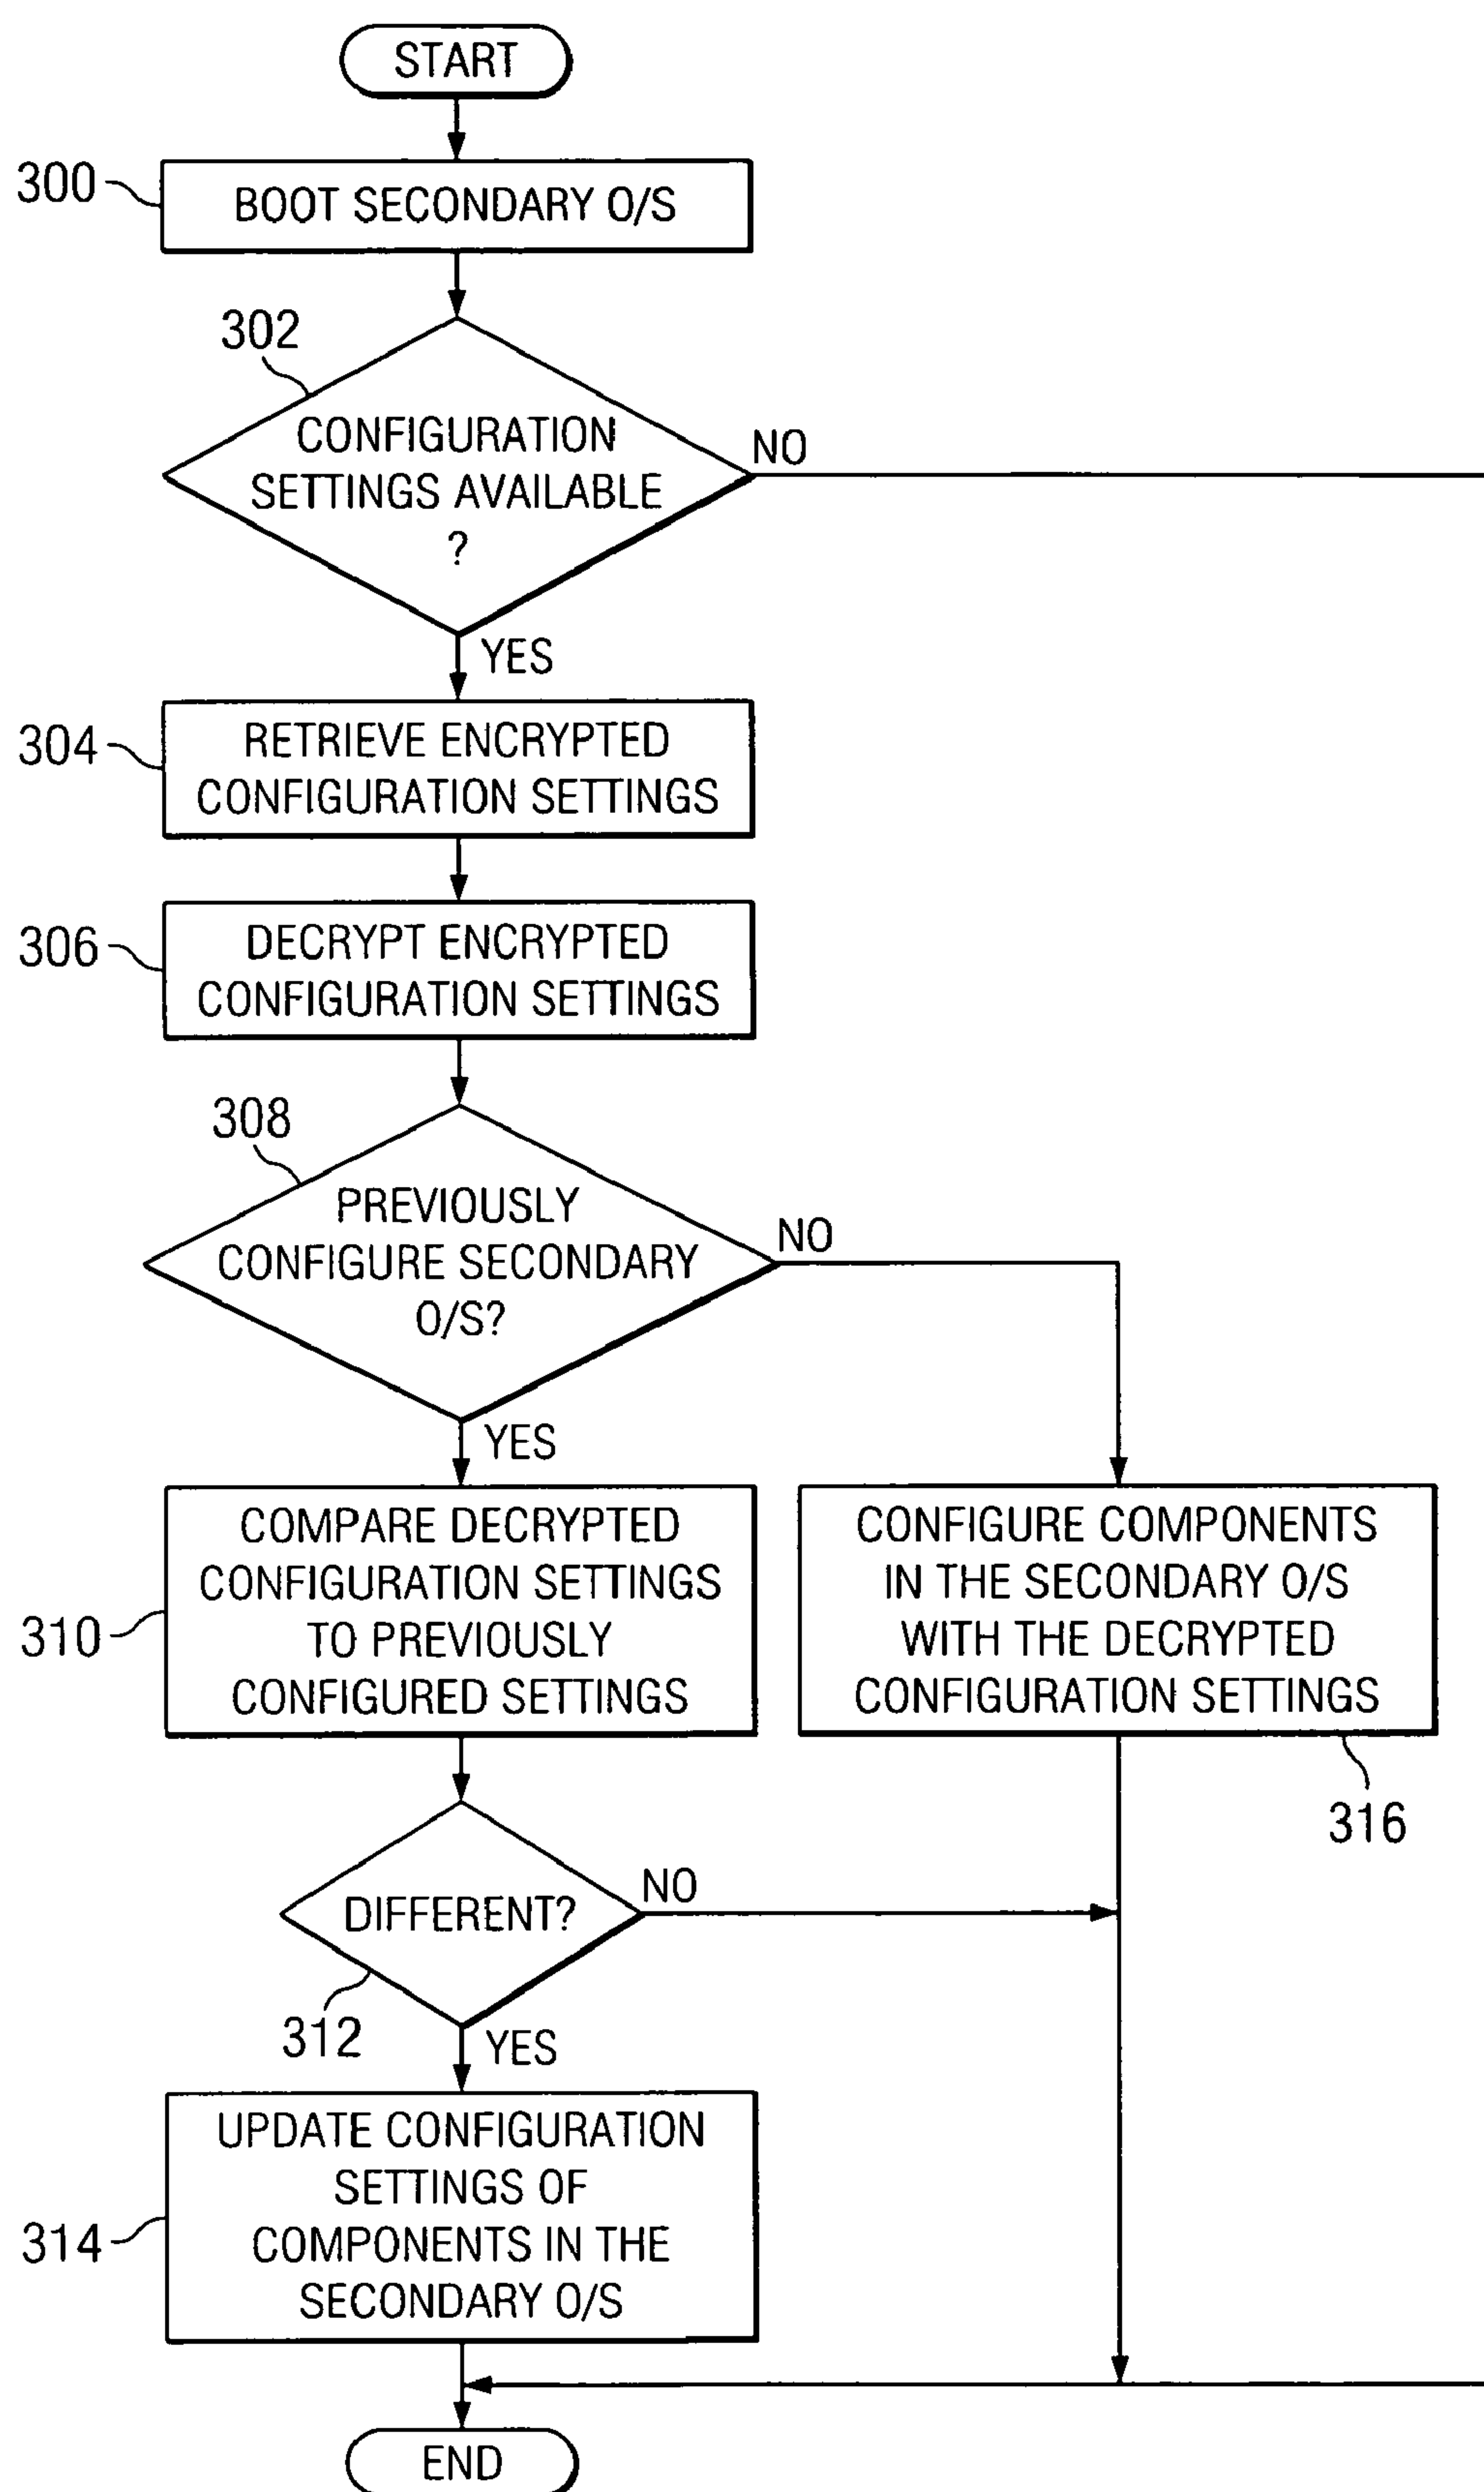 START
300
BOOT SECONDARY O/S
302
CONFIGURATION
SETTINGS AVAILABLE
?
NO
YES
304
RETRIEVE ENCRYPTED
CONFIGURATION SETTINGS
306
DECRYPT ENCRYPTED
CONFIGURATION SETTINGS
308
PREVIOUSLY
CONFIGURE SECONDARY
O/S?
NO
YES
310
COMPARE DECRYPTED
CONFIGURATION SETTINGS
TO PREVIOUSLY
CONFIGURED SETTINGS
CONFIGURE COMPONENTS
IN THE SECONDARY O/S
WITH THE DECRYPTED
CONFIGURATION SETTINGS
316
DIFFERENT?
NO
312
YES
314
UPDATE CONFIGURATION
SETTINGS OF
COMPONENTS IN THE
SECONDARY O/S
END